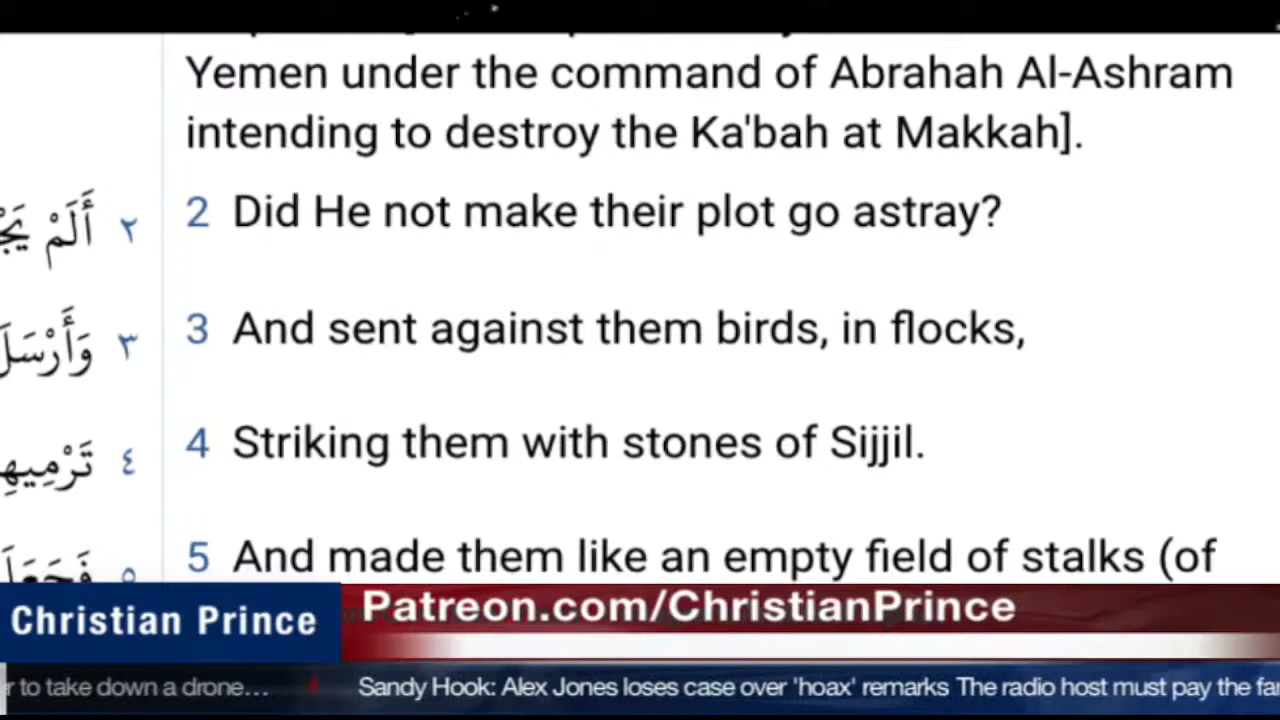 Yemen under the command of Abrahah Al-Ashram
intending to destroy the Ka'bah at Makkah].
٢ أَلَمْ
2 Did He not make their plot go astray?
٣
3 And sent against them birds, in flocks,
٤
4 Striking them with stones of Sijjil.
5 And made them like an empty field of stalks (of
Christian Prince
Patreon.com/ChristianPrince
to take down a drone...
Sandy Hook: Alex Jones loses case over 'hoax' remarks The radio host must pay the